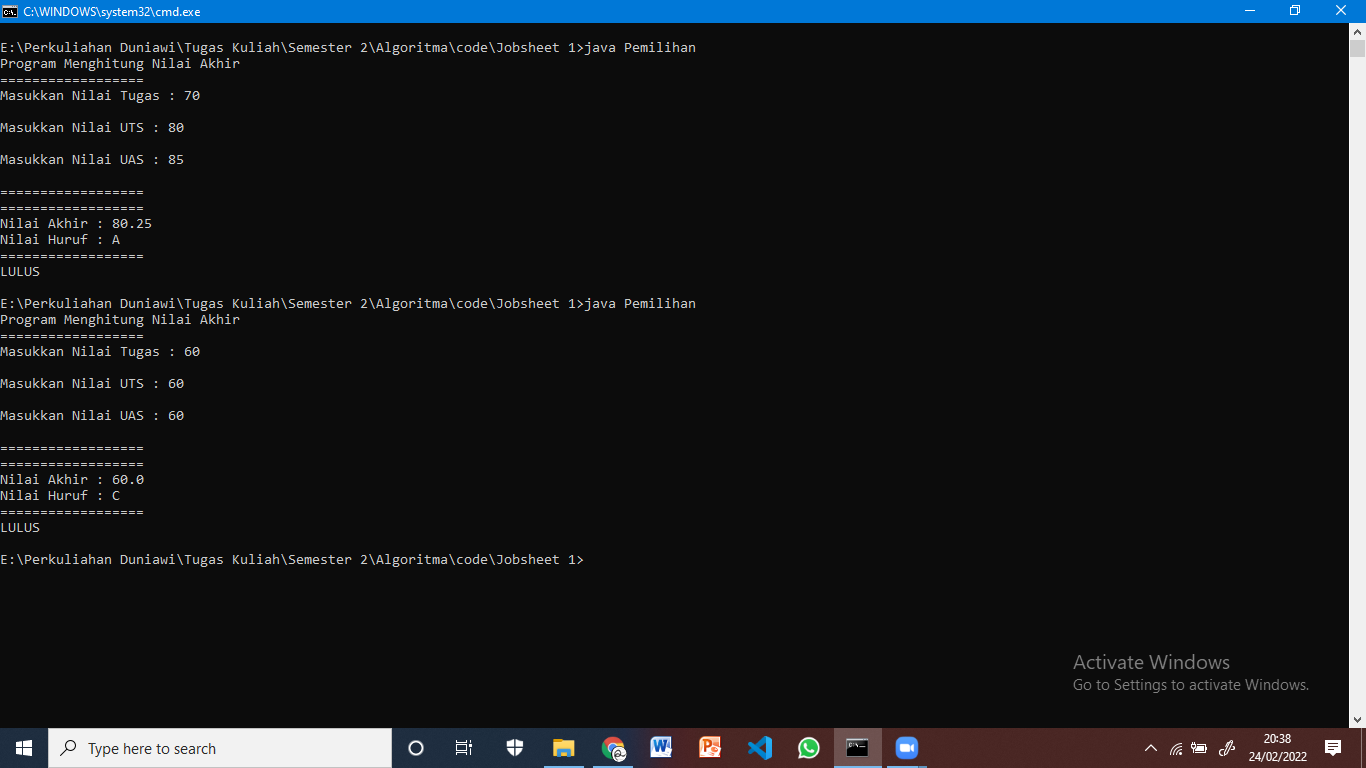 C:\WINDOWS\system32\cmd.exe
E:\Perkuliahan Duniawi\Tugas Kuliah\Semester 2\Algoritma\code\Jobsheet 1>java Pemilihan
Program Menghitung Nilai Akhir
==================
Masukkan Nilai Tugas : 70
Masukkan Nilai UTS : 80
Masukkan Nilai UAS : 85
==================
==================
Nilai Akhir : 80.25
Nilai Huruf : A
==================
LULUS
E:\Perkuliahan Duniawi\Tugas Kuliah\Semester 2\Algoritma\code\Jobsheet 1>java Pemilihan
Program Menghitung Nilai Akhir
==================
Masukkan Nilai Tugas : 60
Masukkan Nilai UTS : 60
Masukkan Nilai UAS : 60
==================
==================
Nilai Akhir : 60.0
Nilai Huruf : C
==================
LULUS
E:\Perkuliahan Duniawi\Tugas Kuliah\Semester 2\Algoritma\code\Jobsheet 1>
Activate Windows
Go to Settings to activate Windows.
Type here to search
20:38
24/02/2022